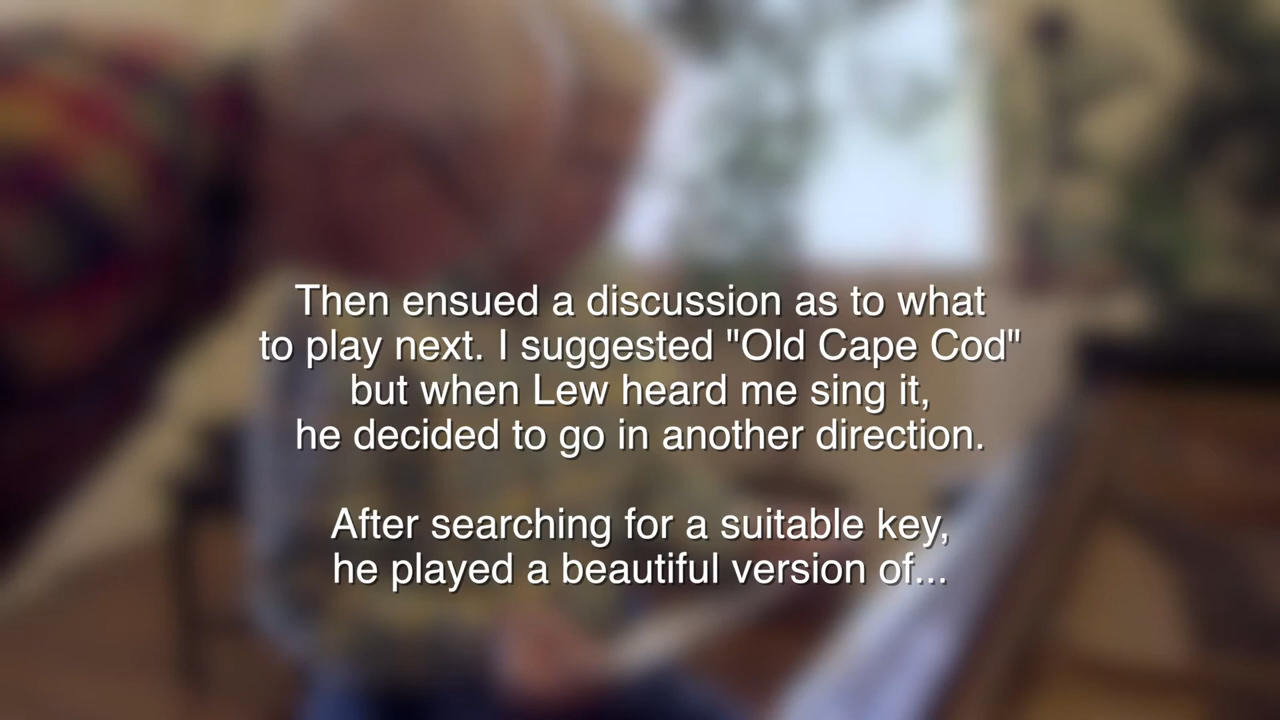 Then ensued a discussion as to what
to play next. I suggested "Old Cape Cod"
but when Lew heard me sing it,
he decided to go in another direction.
After searching for a suitable key,
he played a beautiful version of...